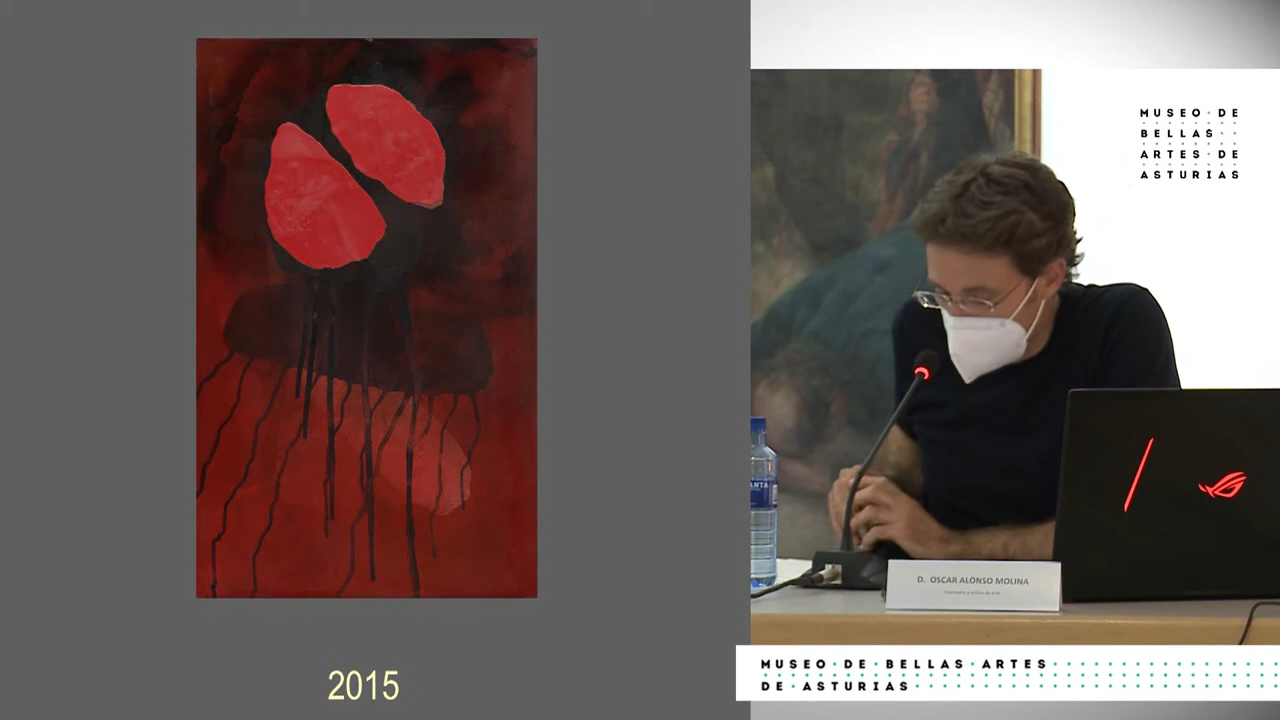 2015
MUSEO DE
BELLAS
ARTES DE
ASTURIAS
D. OSCAR ALONSO MOLINA
MUSEO DE BELLAS ARTES
DE ASTURIAS